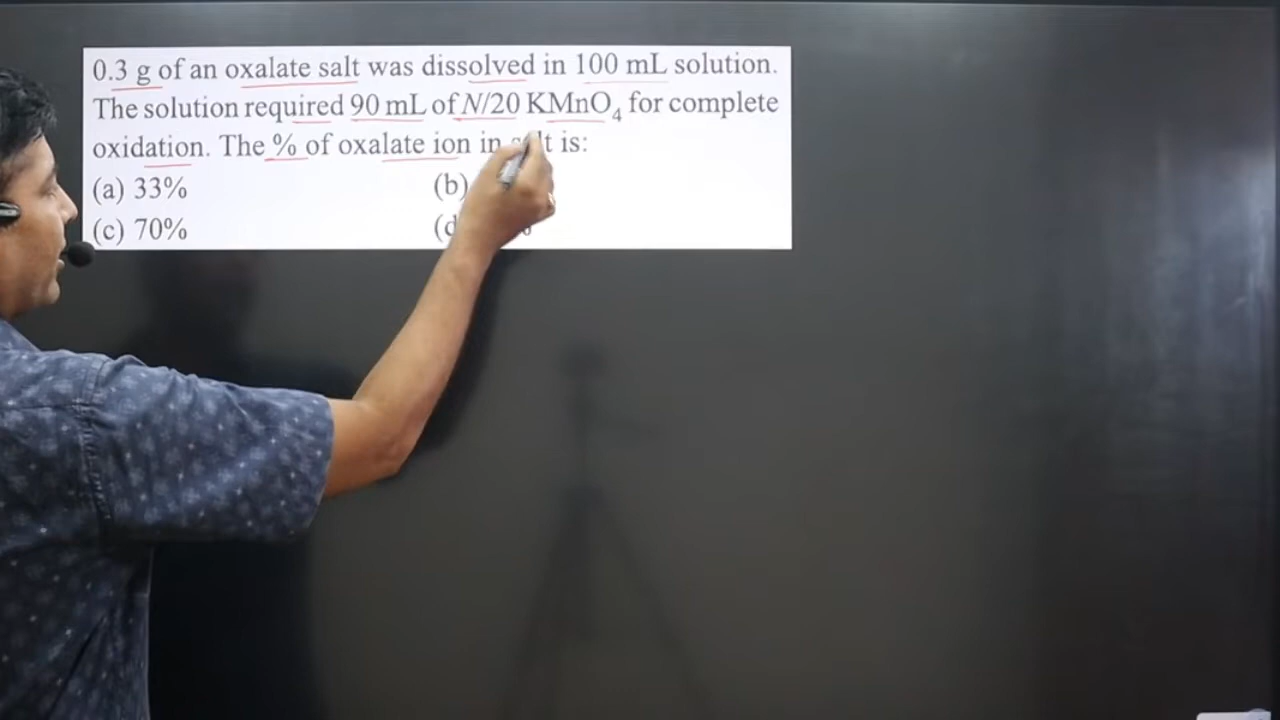 0.3 g of an oxalate salt was dissolved in 100 mL solution.
The solution required 90 mL of N/20 KMnO₄ for complete
oxidation. The % of oxalate ion in is:
(a) 33% (b)
(c) 70%